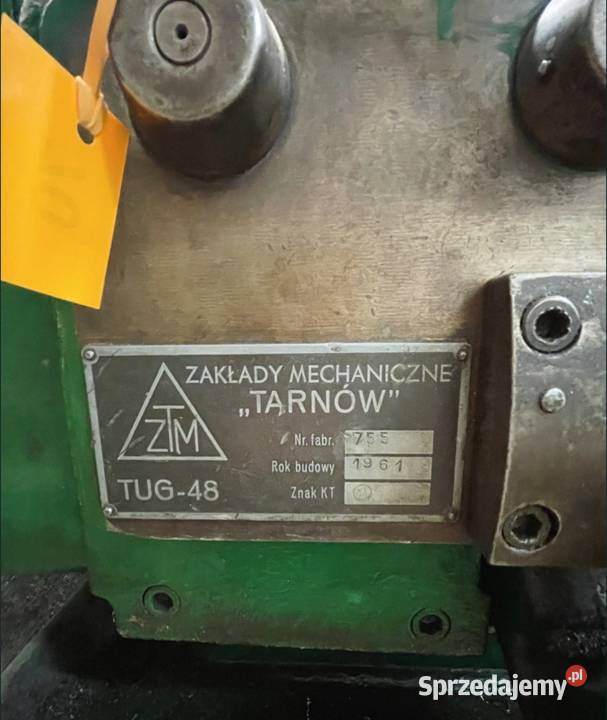 ZAKŁADY MECHANICZNE
„TARNÓW”
ZTM
Nr. fabr. 755
Rok budowy 1961
Znak KT
TUG-48
Sprzedajemy.pl